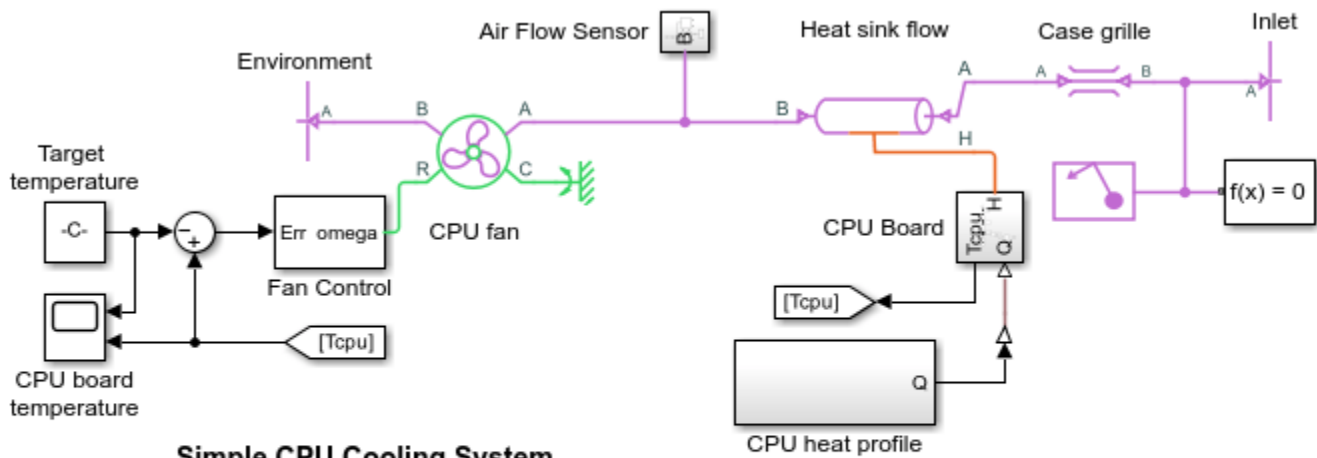 Air Flow Sensor
B
Heat sink flow
Case grille
Inlet
Environment
A
B
A
B
A
A
B
A
H
R
C
Target
temperature
-C-
Err omega
CPU fan
Fan Control
CPU Board
Tcpu
H
Q
f(x) = 0
[Tcpu]
[Tcpu]
CPU board
temperature
Q
CPU heat profile
Simple CPU Cooling System